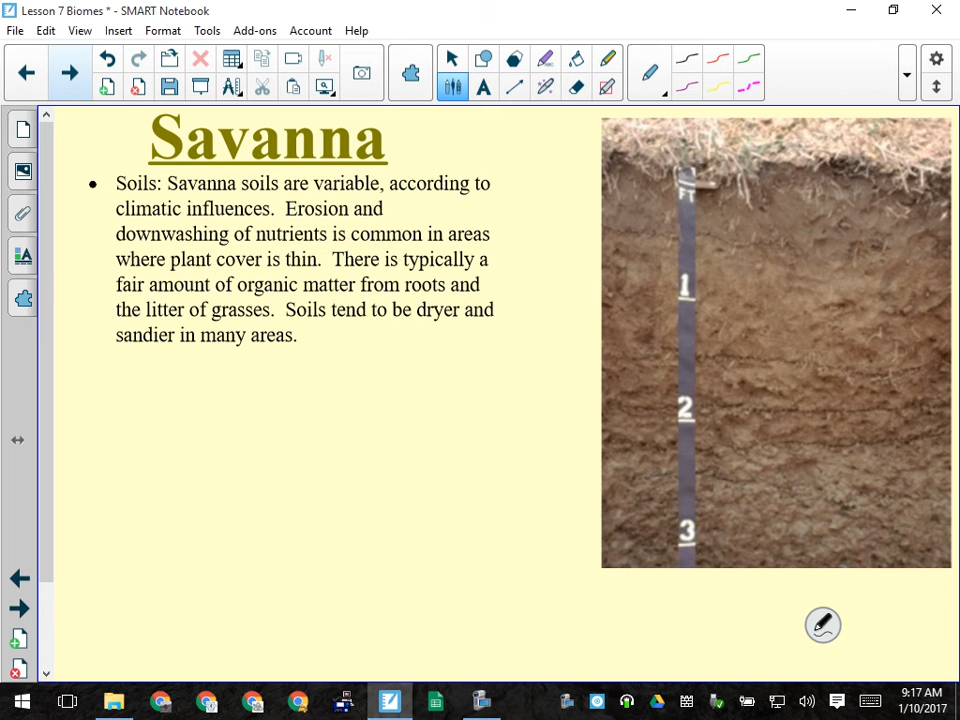 Lesson 7 Biomes * - SMART Notebook
File Edit View Insert Format Tools Add-ons Account Help
Savanna
• Soils: Savanna soils are variable, according to
climatic influences. Erosion and
downwashing of nutrients is common in areas
where plant cover is thin. There is typically a
fair amount of organic matter from roots and
the litter of grasses. Soils tend to be dryer and
sandier in many areas.
FT
1
2
3
9:17 AM
1/10/2017